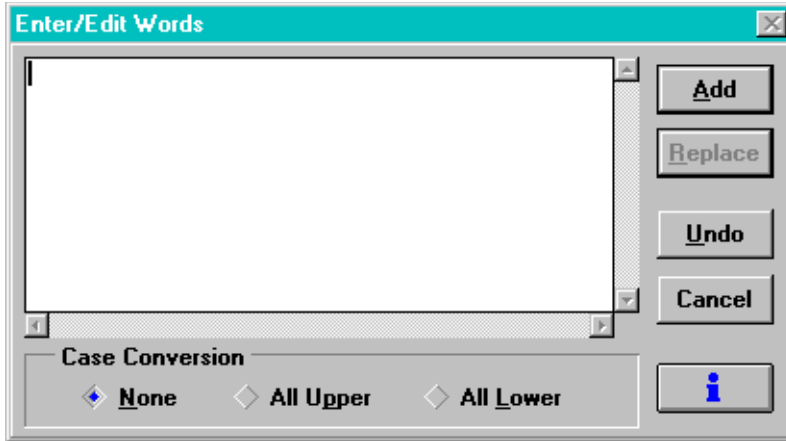 Enter/Edit Words
Add
Replace
Undo
Cancel
Case Conversion
None All Upper All Lower
i